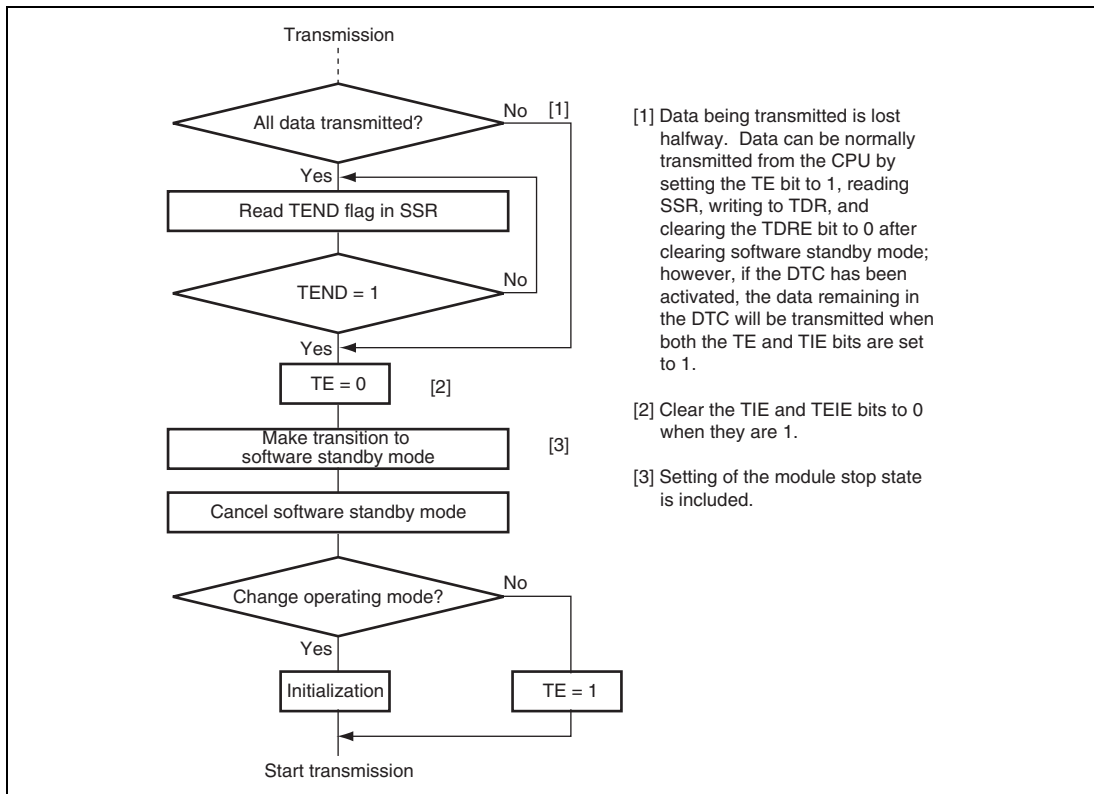 Transmission
All data transmitted?
No
[1]
Yes
Read TEND flag in SSR
TEND = 1
No
Yes
TE = 0
[2]
Make transition to
software standby mode
[3]
Cancel software standby mode
Change operating mode?
No
Yes
Initialization
TE = 1
Start transmission
[1] Data being transmitted is lost
halfway. Data can be normally
transmitted from the CPU by
setting the TE bit to 1, reading
SSR, writing to TDR, and
clearing the TDRE bit to 0 after
clearing software standby mode;
however, if the DTC has been
activated, the data remaining in
the DTC will be transmitted when
both the TE and TIE bits are set
to 1.
[2] Clear the TIE and TEIE bits to 0
when they are 1.
[3] Setting of the module stop state
is included.